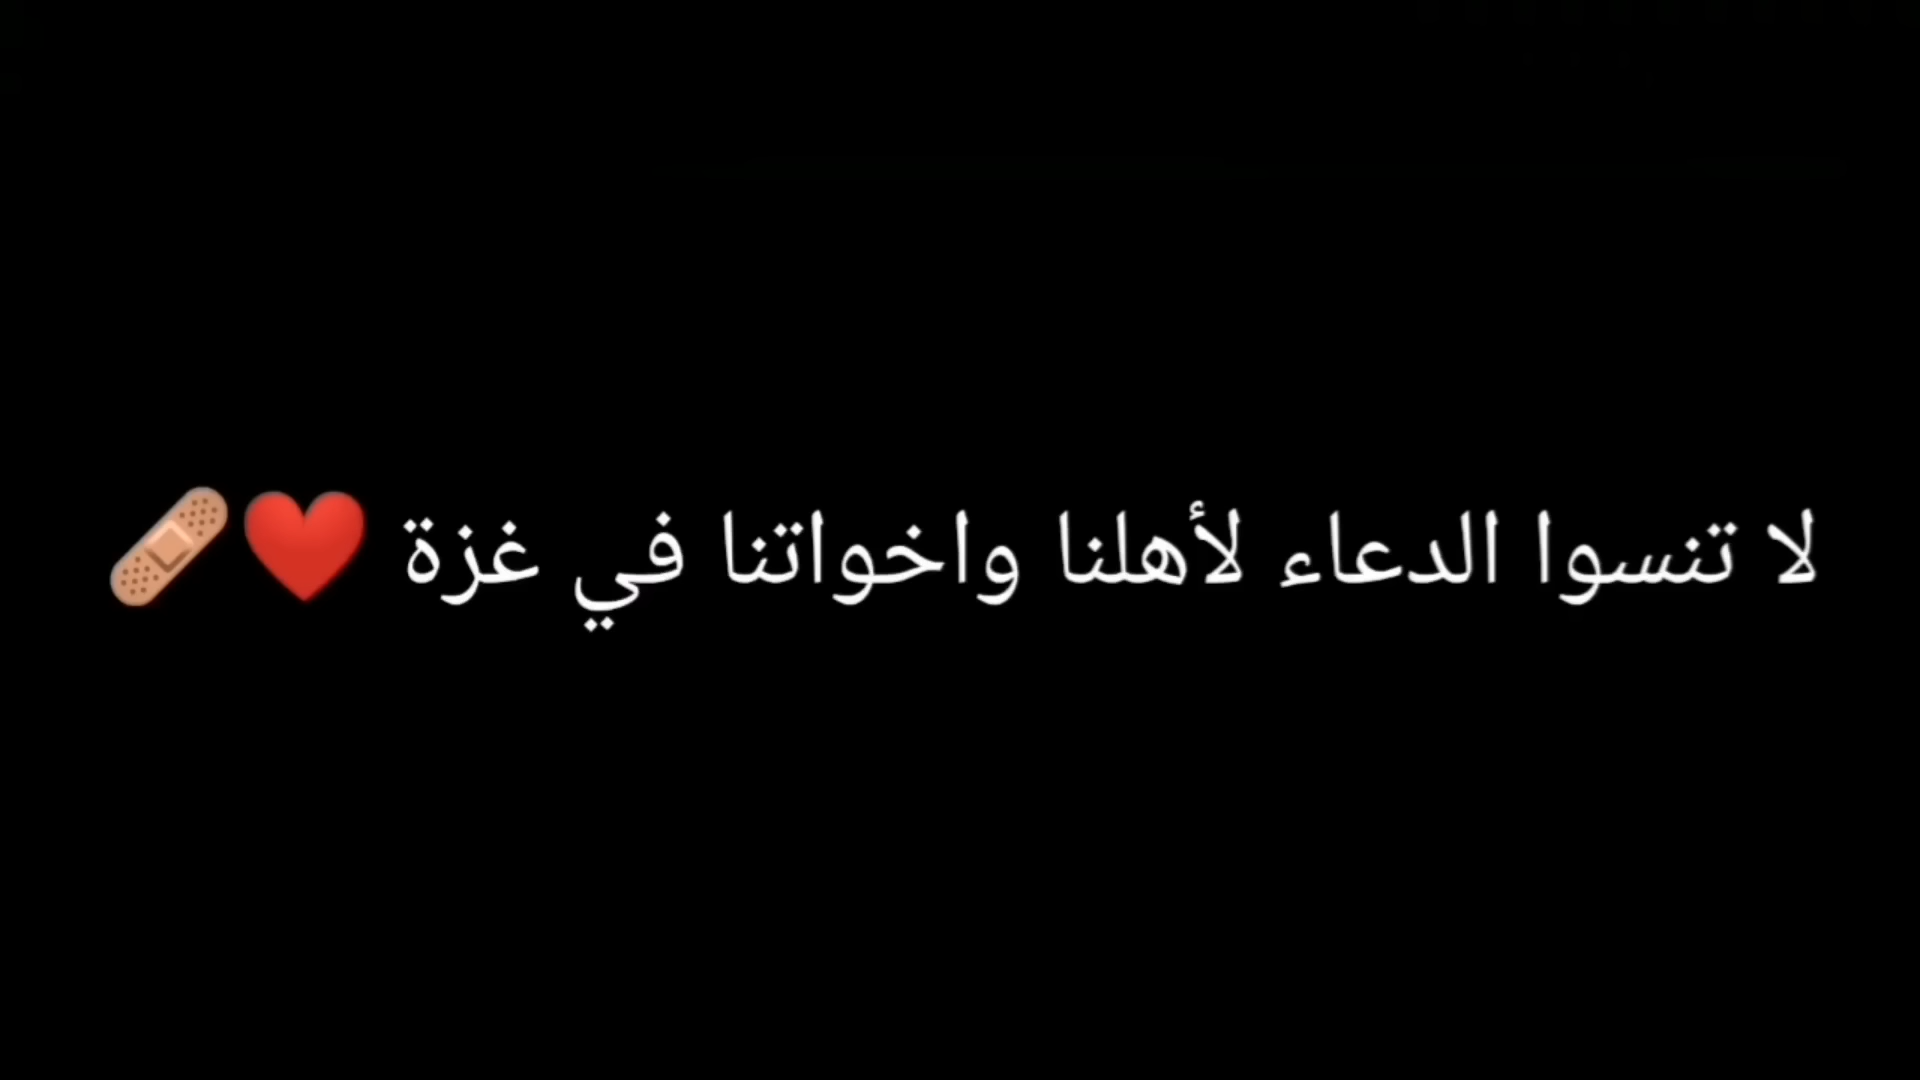 لا تنسوا الدعاء لأهلنا واخواتنا في غزة ❤️🩹